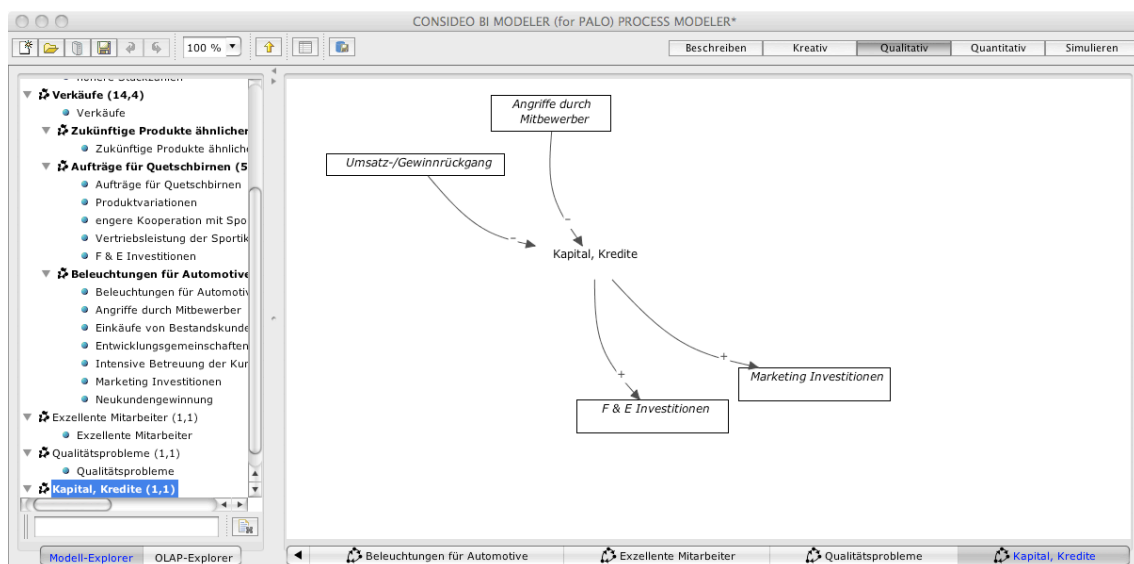 CONSIDEO BI MODELER (for PALO) PROCESS MODELER*
100 %
Beschreiben
Kreativ
Qualitativ
Quantitativ
Simulieren
Verkäufe (14,4)
Verkäufe
Zukünftige Produkte ähnlicher
Zukünftige Produkte ähnliche
Aufträge für Quetschbirnen (5
Aufträge für Quetschbirnen
Produktvariationen
engere Kooperation mit Spo
Vertriebsleistung der Sportik
F & E Investitionen
Beleuchtungen für Automotive
Beleuchtungen für Automotiv
Angriffe durch Mitbewerber
Einkäufe von Bestandskunde
Entwicklungsgemeinschaften
Intensive Betreuung der Kur
Marketing Investitionen
Neukundengewinnung
Exzellente Mitarbeiter (1,1)
Exzellente Mitarbeiter
Qualitätsprobleme (1,1)
Qualitätsprobleme
Kapital, Kredite (1,1)
Modell-Explorer
OLAP-Explorer
Angriffe durch
Mitbewerber
Umsatz-/Gewinnrückgang
-
-
Kapital, Kredite
+
Marketing Investitionen
+
F & E Investitionen
Beleuchtungen für Automotive
Exzellente Mitarbeiter
Qualitätsprobleme
Kapital, Kredite